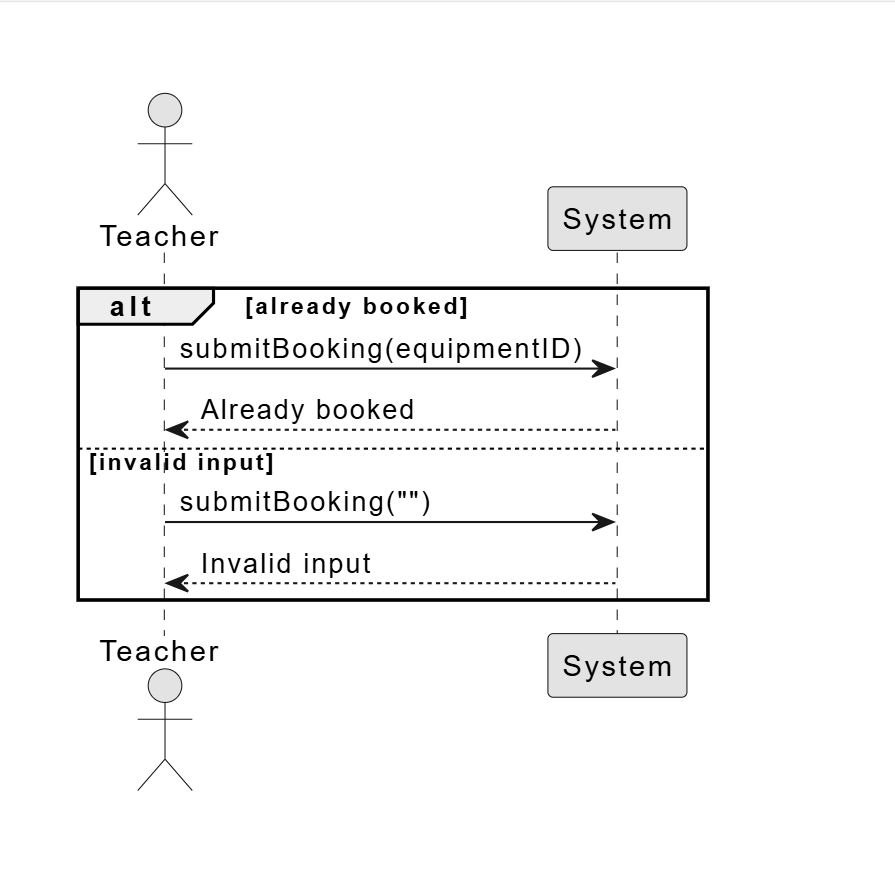 Teacher
System
alt
[already booked]
submitBooking(equipmentID)
Already booked
[invalid input]
submitBooking("")
Invalid input
Teacher
System